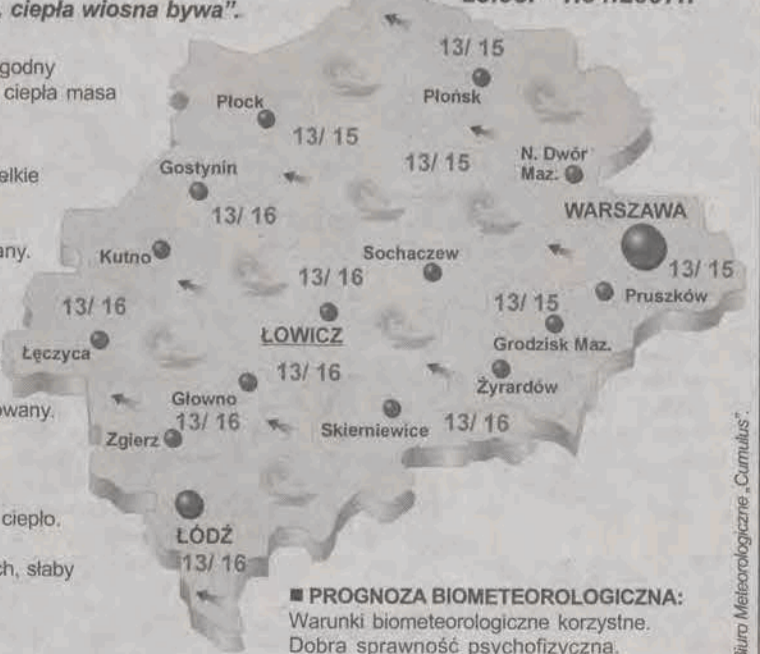 , ciepła wiosna bywa”.
godny
ciepła masa
elkie
any.
owany.
ciepło.
ch, słaby
13/ 15
Płońsk
Płock
13/ 15
13/ 15
N. Dwór
Maz.
Gostynin
13/ 16
WARSZAWA
13/ 15
Kutno
Sochaczew
13/ 16
Pruszków
13/ 16
13/ 15
ŁOWICZ
Grodzisk Maz.
Łęczyca
13/ 16
Żyrardów
Głowno
13/ 16
Skierniewice
13/ 16
Zgierz
ŁÓDŹ
13/ 16
■ PROGNOZA BIOMETEOROLOGICZNA:
Warunki biometeorologiczne korzystne.
Dobra sprawność psychofizyczna.
Biuro Meteorologiczne „Cumulus”.